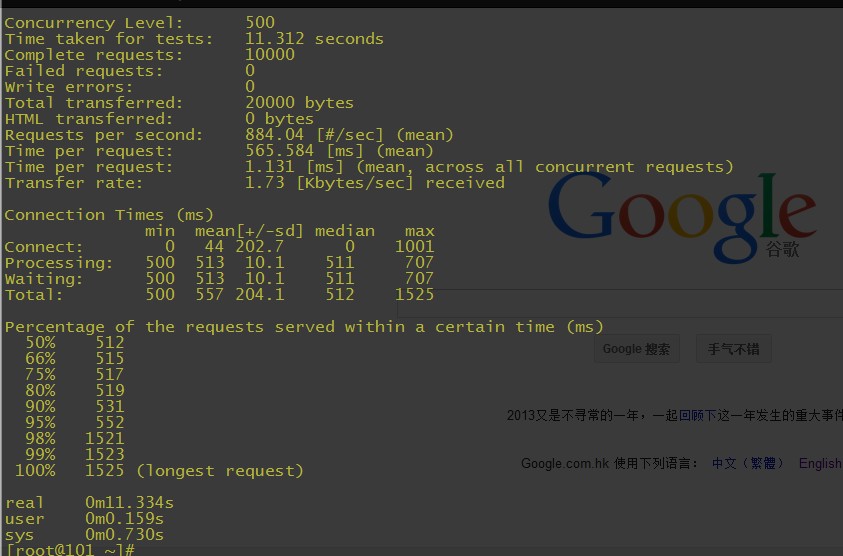 Concurrency Level:      500
Time taken for tests:   11.312 seconds
Complete requests:      10000
Failed requests:        0
Write errors:           0
Total transferred:      20000 bytes
HTML transferred:       0 bytes
Requests per second:    884.04 [#/sec] (mean)
Time per request:       565.584 [ms] (mean)
Time per request:       1.131 [ms] (mean, across all concurrent requests)
Transfer rate:          1.73 [Kbytes/sec] received
Connection Times (ms)
              min  mean[+/-sd] median   max
Connect:        0   44 202.7      0    1001
Processing:   500  513  10.1    511     707
Waiting:      500  513  10.1    511     707
Total:        500  557 204.1    512    1525
Percentage of the requests served within a certain time (ms)
  50%    512
  66%    515
  75%    517
  80%    519
  90%    531
  95%    552
  98%   1521
  99%   1523
 100%   1525 (longest request)
real    0m11.334s
user    0m0.159s
sys     0m0.730s
[root@101 ~]#
Google
谷歌
Google 搜索 手气不错
2013又是不寻常的一年，一起回顾下这一年发生的重大事件
Google.com.hk 使用下列语言： 中文（繁體） English